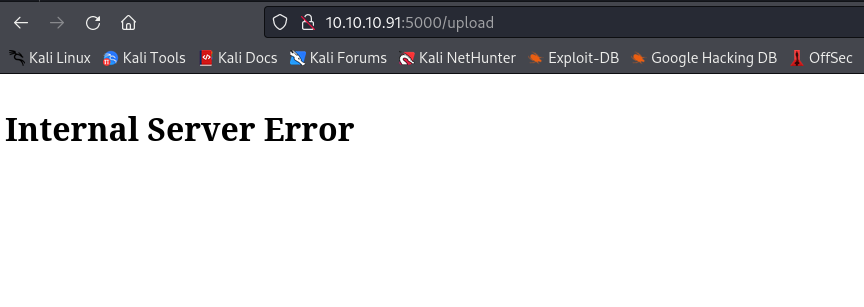 10.10.10.91:5000/upload
Kali Linux Kali Tools Kali Docs Kali Forums Kali NetHunter Exploit-DB Google Hacking DB OffSec
Internal Server Error